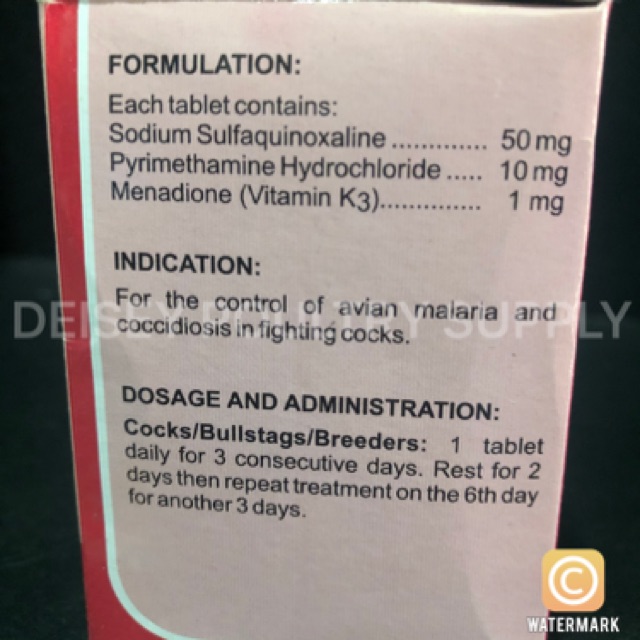 FORMULATION:
Each tablet contains:
Sodium Sulfaquinoxaline ............. 50 mg
Pyrimethamine Hydrochloride ..... 10 mg
Menadione (Vitamin K3)............... 1 mg
INDICATION:
For the control of avian malaria and
coccidiosis in fighting cocks.
DEISEY POULTRY SUPPLY
DOSAGE AND ADMINISTRATION:
Cocks/Bullstags/Breeders: 1 tablet
daily for 3 consecutive days. Rest for 2
days then repeat treatment on the 6th day
for another 3 days.
©
WATERMARK